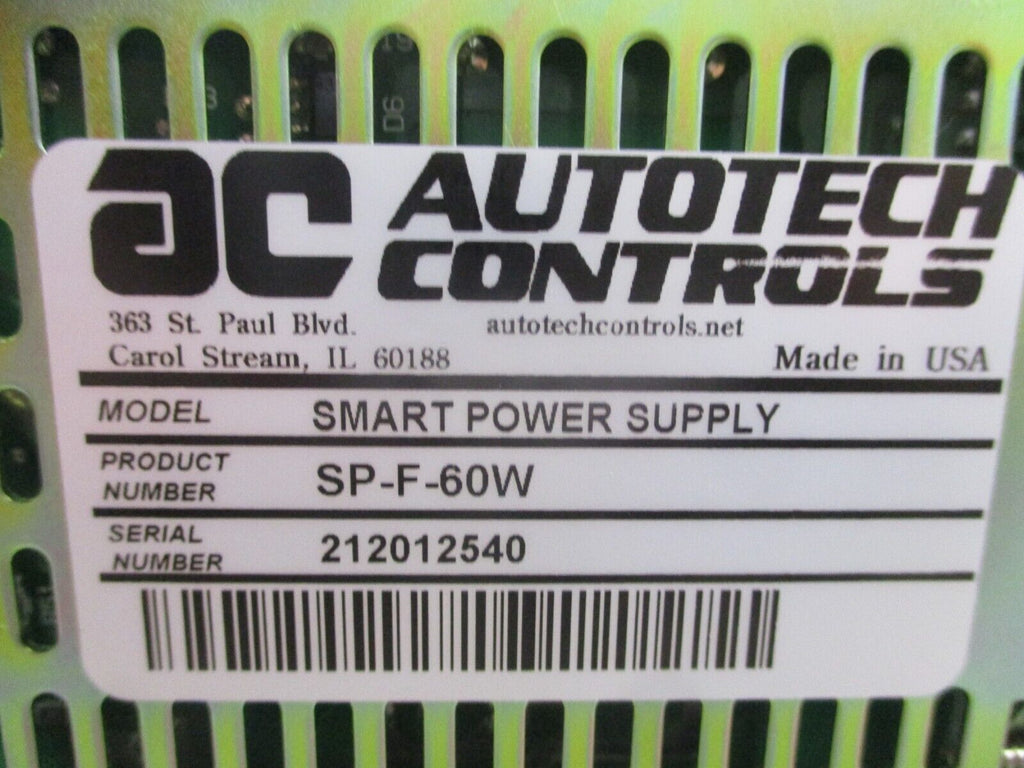 D6
ac AUTOTECH
CONTROLS
363 St. Paul Blvd. autotechcontrols.net
Carol Stream, IL 60188 Made in USA
MODEL SMART POWER SUPPLY
PRODUCT
NUMBER SP-F-60W
SERIAL
NUMBER 212012540